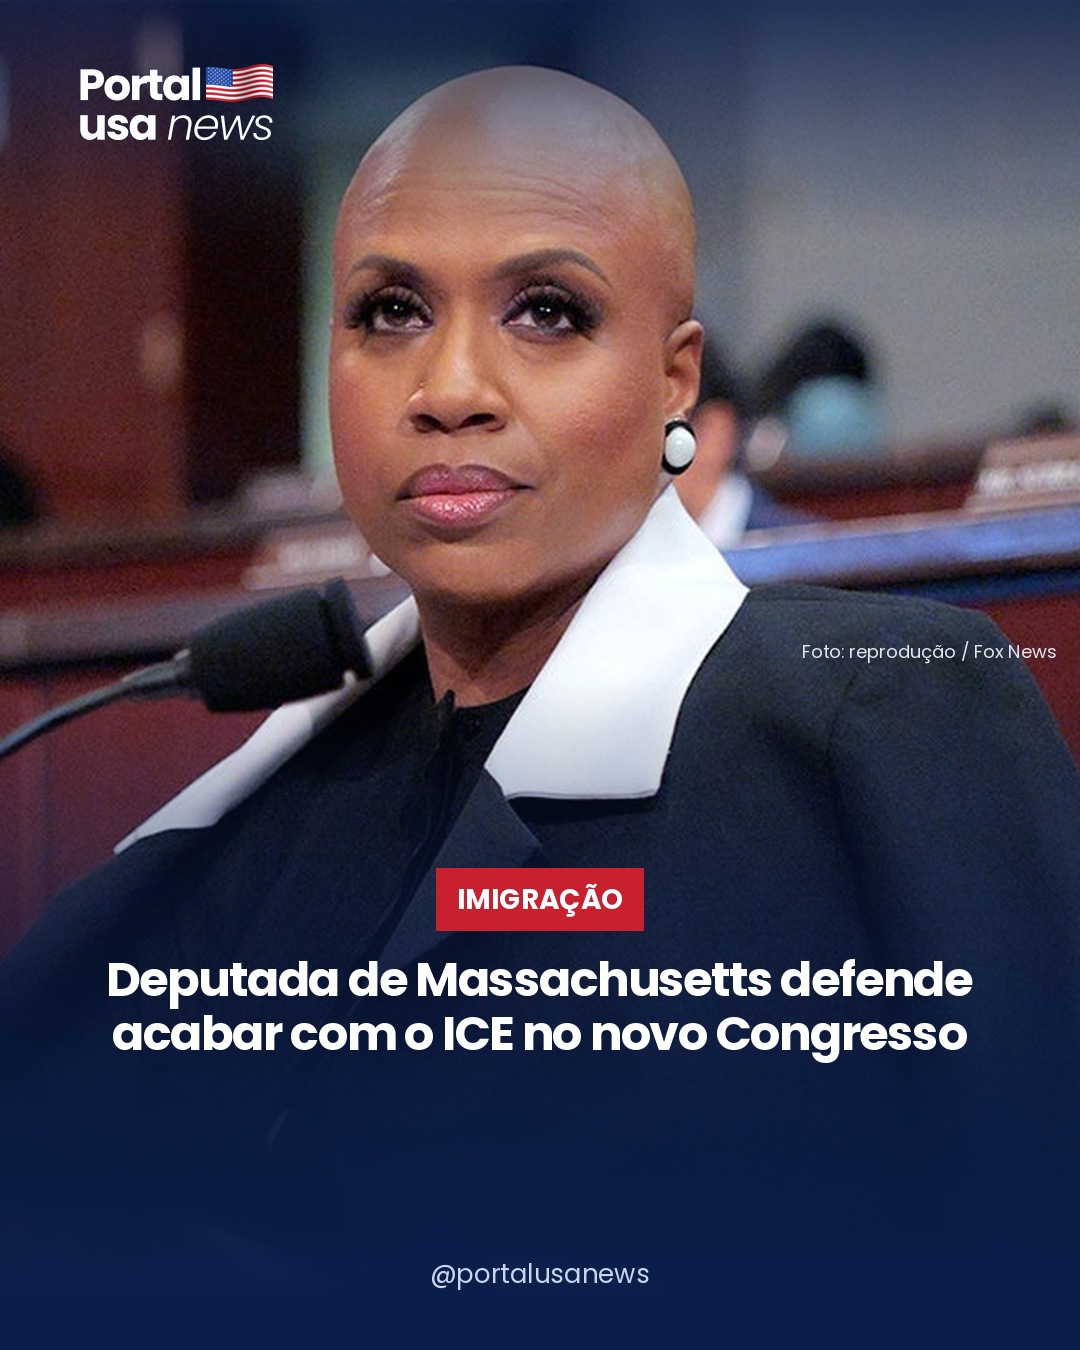 Portal
usa news
Foto: reprodução / Fox News
IMIGRAÇÃO
Deputada de Massachusetts defende
acabar com o ICE no novo Congresso
@portalusanews